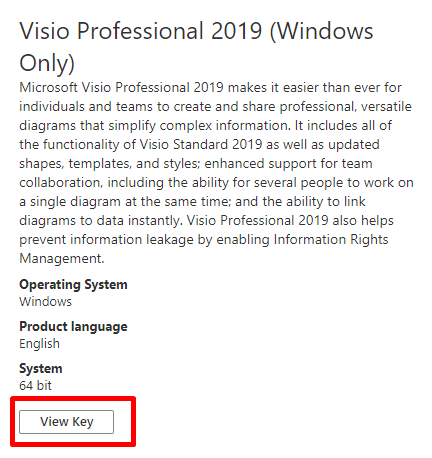 Visio Professional 2019 (Windows
Only)
Microsoft Visio Professional 2019 makes it easier than ever for
individuals and teams to create and share professional, versatile
diagrams that simplify complex information. It includes all of
the functionality of Visio Standard 2019 as well as updated
shapes, templates, and styles; enhanced support for team
collaboration, including the ability for several people to work on
a single diagram at the same time; and the ability to link
diagrams to data instantly. Visio Professional 2019 also helps
prevent information leakage by enabling Information Rights
Management.
Operating System
Windows
Product language
English
System
64 bit
View Key